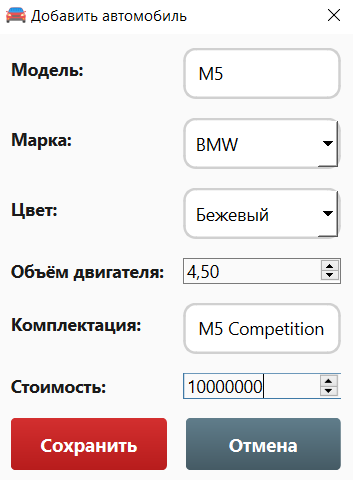 Добавить автомобиль
Модель: M5
Марка: BMW
Цвет: Бежевый
Объём двигателя: 4,50
Комплектация: M5 Competition
Стоимость: 10000000
Сохранить Отмена